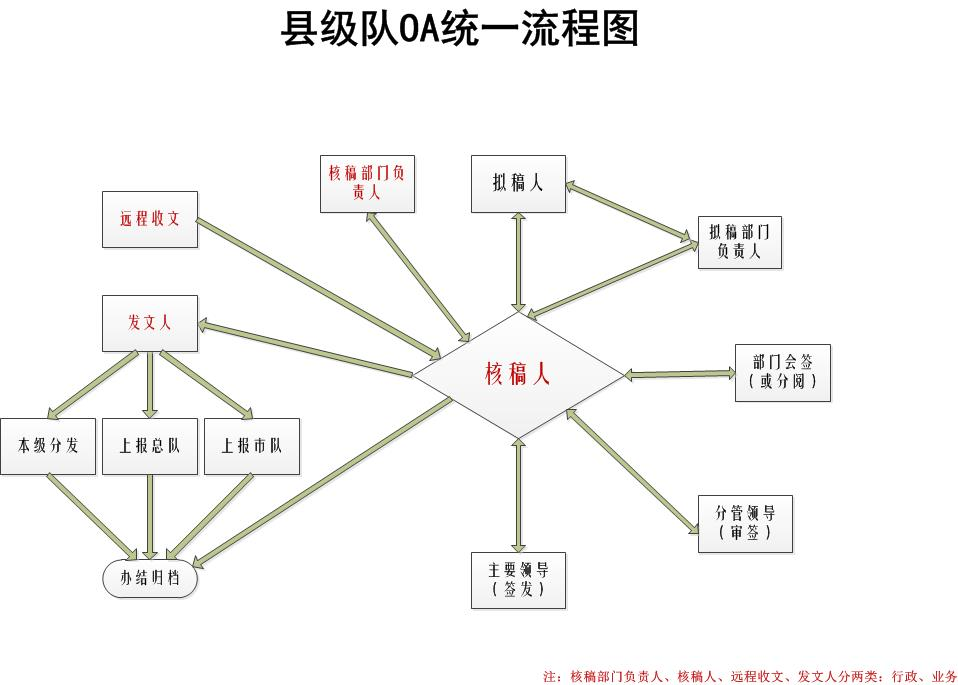 县级队OA统一流程图
核稿部门负
责人
拟稿人
远程收文
拟稿部门
负责人
发文人
核稿人
部门会签
（或分阅）
本级分发
上报总队
上报市队
分管领导
（审签）
办结归档
主要领导
（签发）
注：核稿部门负责人、核稿人、远程收文、发文人分两类：行政、业务